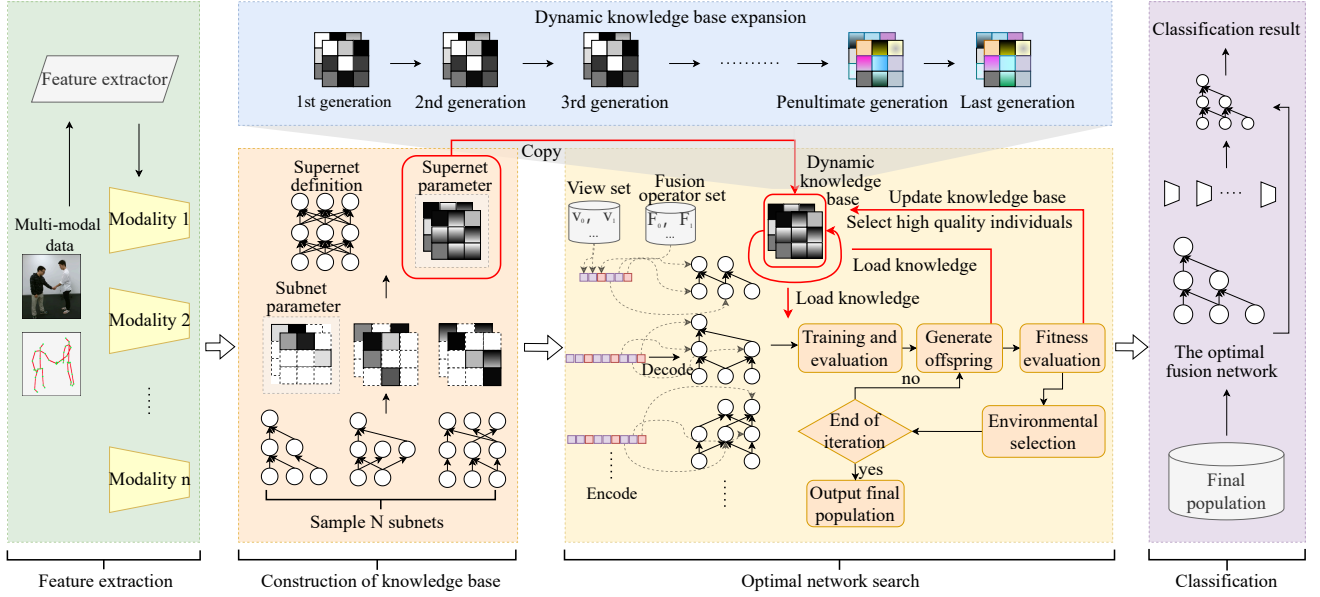 Feature extractor
Multi-modal
data
Modality 1
Modality 2
Modality n
Feature extraction
Dynamic knowledge base expansion
1st generation
2nd generation
3rd generation
Penultimate generation
Last generation
Copy
Supernet
definition
Supernet
parameter
Subnet
parameter
Sample N subnets
Construction of knowledge base
View set
V₀, V₁
...
Fusion
operator set
F₀, F₁
...
Decode
Encode
Dynamic
knowledge
base
Update knowledge base
Select high quality individuals
Load knowledge
Load knowledge
Training and
evaluation
Generate
offspring
Fitness
evaluation
no
End of
iteration
Environmental
selection
yes
Output final
population
Optimal network search
Classification result
The optimal
fusion network
Final
population
Classification